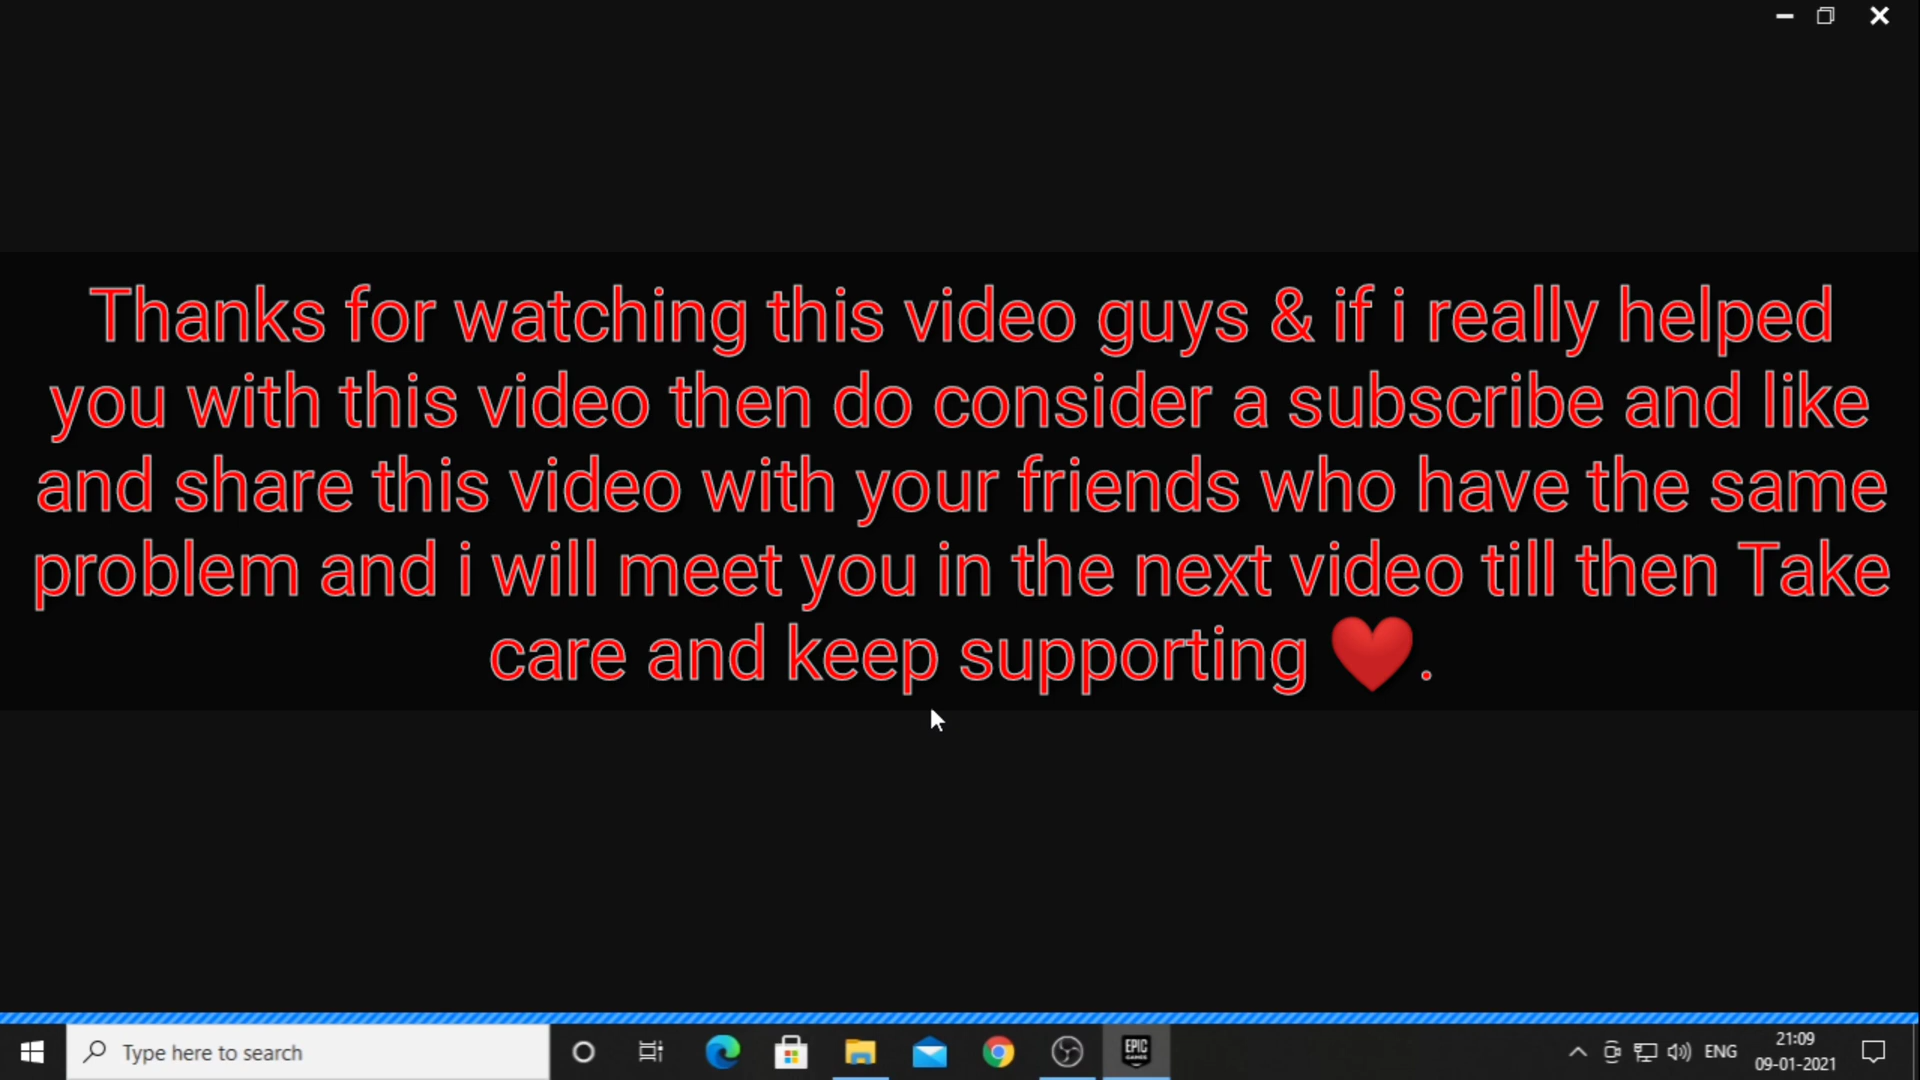 Thanks for watching this video guys & if i really helped
you with this video then do consider a subscribe and like
and share this video with your friends who have the same
problem and i will meet you in the next video till then Take
care and keep supporting ❤️.
Type here to search
EPIC
GAMES
ENG
21:09
09-01-2021